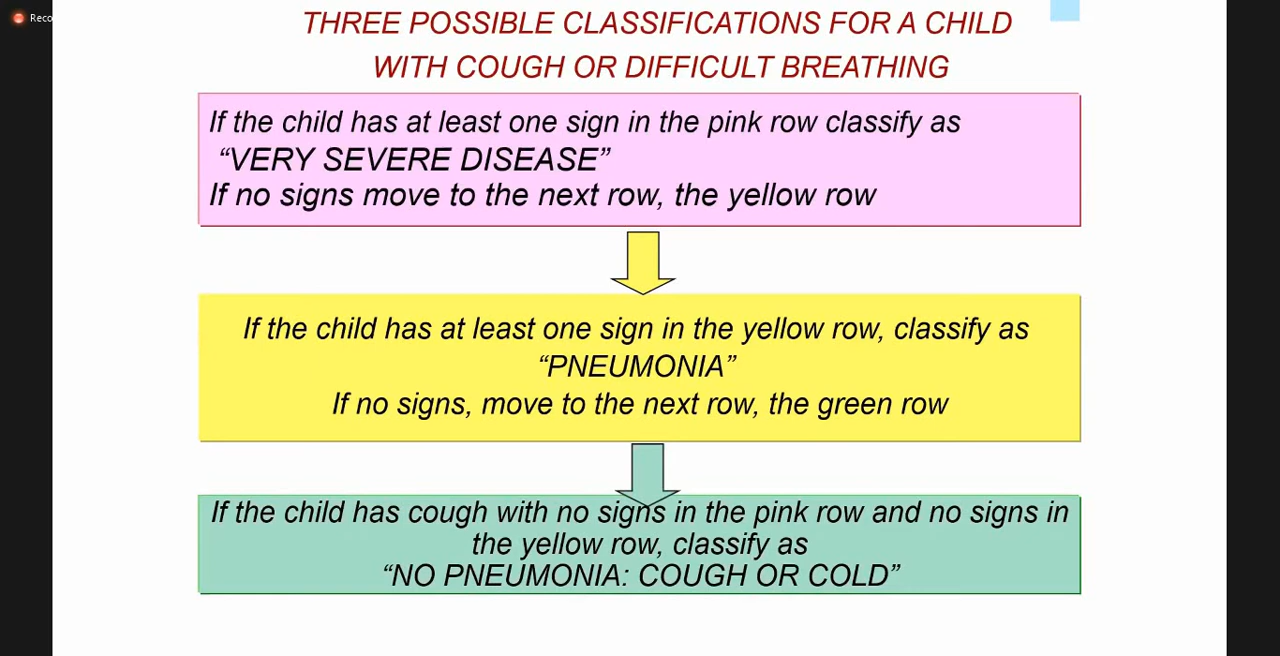 Reco
THREE POSSIBLE CLASSIFICATIONS FOR A CHILD
WITH COUGH OR DIFFICULT BREATHING
If the child has at least one sign in the pink row classify as
“VERY SEVERE DISEASE”
If no signs move to the next row, the yellow row
If the child has at least one sign in the yellow row, classify as
“PNEUMONIA”
If no signs, move to the next row, the green row
If the child has cough with no signs in the pink row and no signs in
the yellow row, classify as
“NO PNEUMONIA: COUGH OR COLD”